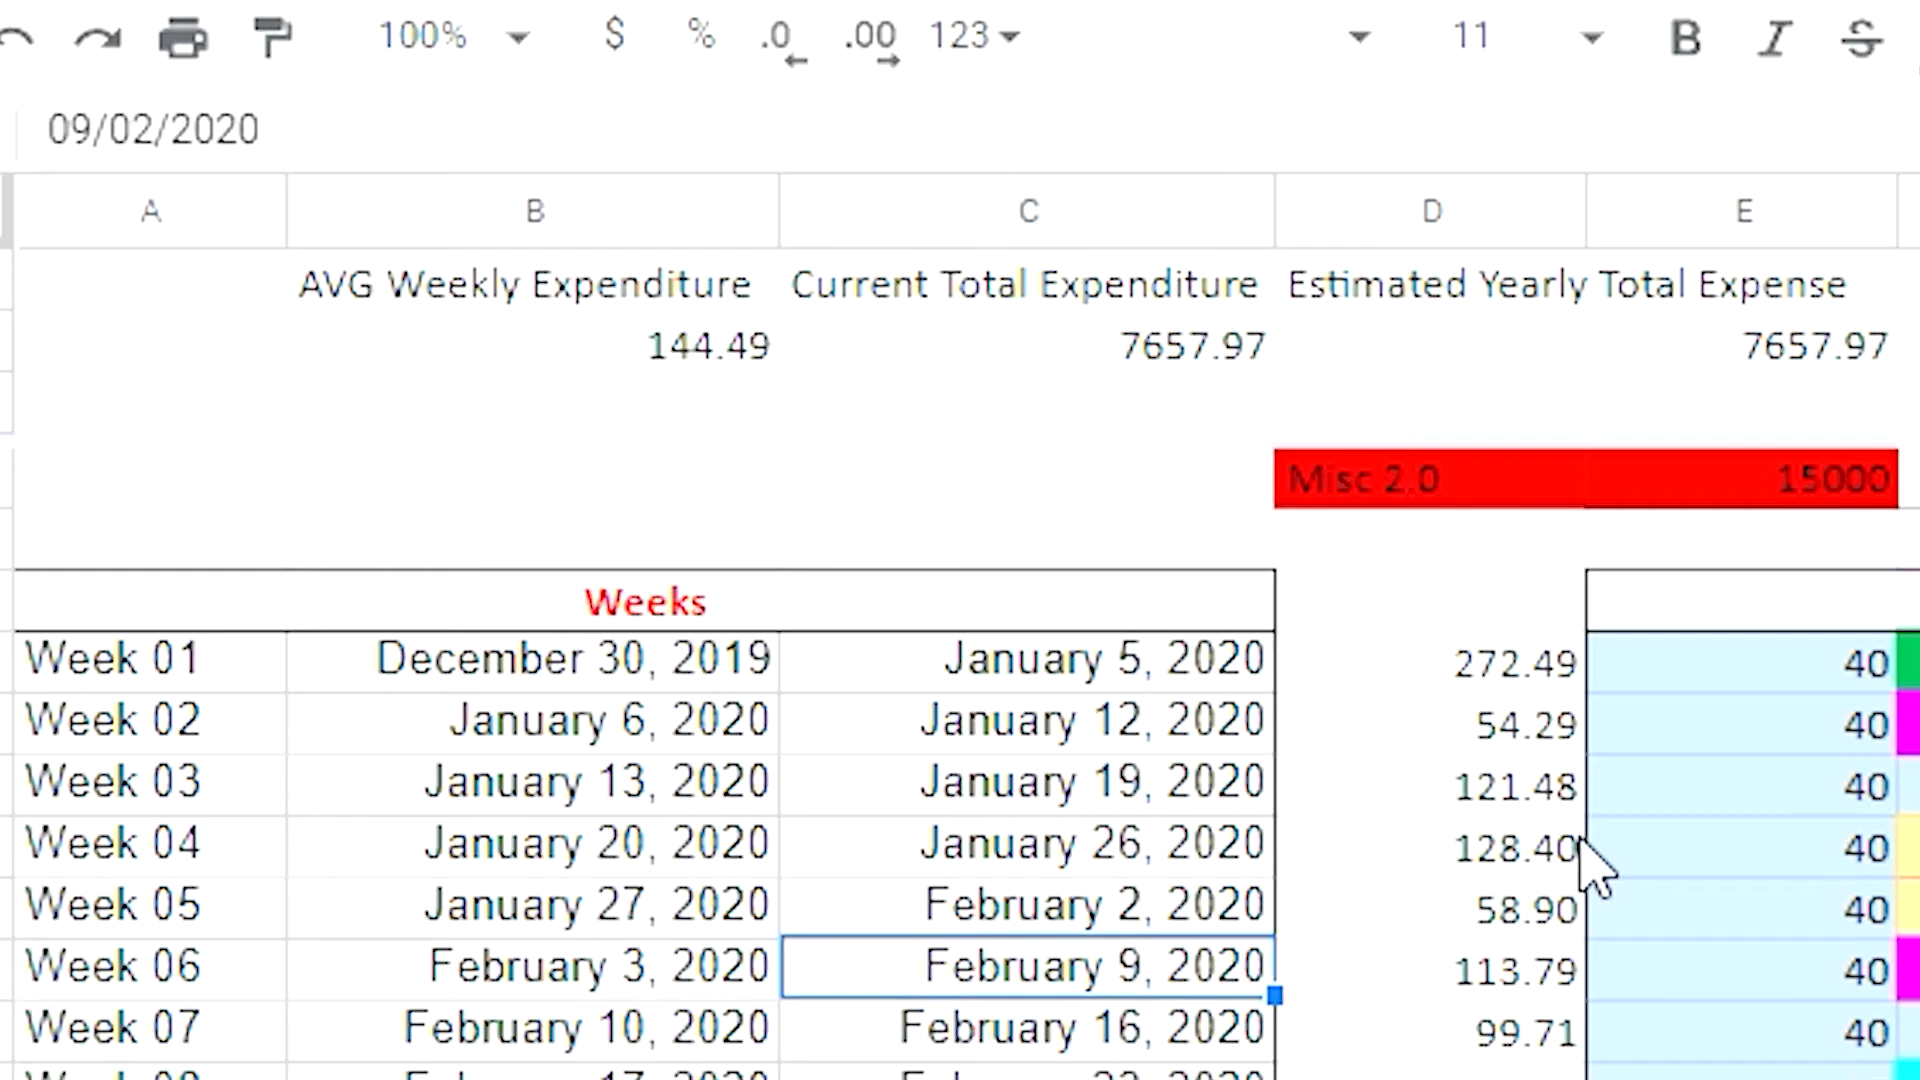 100% $ % .0 .00 123 11 B I S
09/02/2020
A B C D E
AVG Weekly Expenditure Current Total Expenditure Estimated Yearly Total Expense
144.49 7657.97 7657.97
Misc 2.0 15000
Weeks
Week 01 December 30, 2019 January 5, 2020 272.49 40
Week 02 January 6, 2020 January 12, 2020 54.29 40
Week 03 January 13, 2020 January 19, 2020 121.48 40
Week 04 January 20, 2020 January 26, 2020 128.40 40
Week 05 January 27, 2020 February 2, 2020 58.90 40
Week 06 February 3, 2020 February 9, 2020 113.79 40
Week 07 February 10, 2020 February 16, 2020 99.71 40